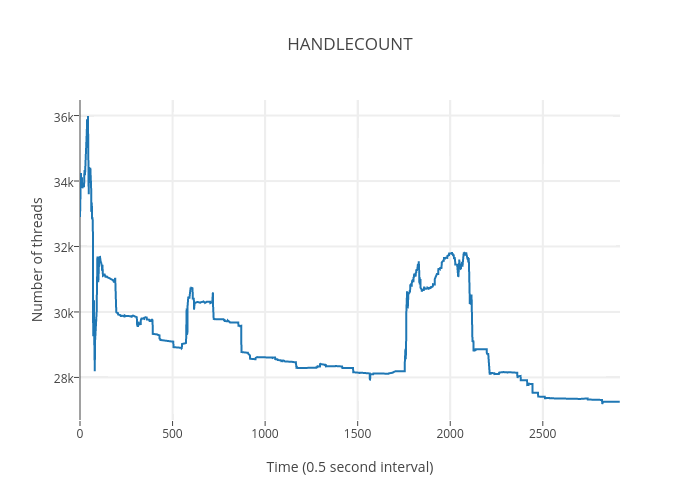 HANDLECOUNT
36k
34k
32k
30k
28k
Number of threads
0
500
1000
1500
2000
2500
Time (0.5 second interval)